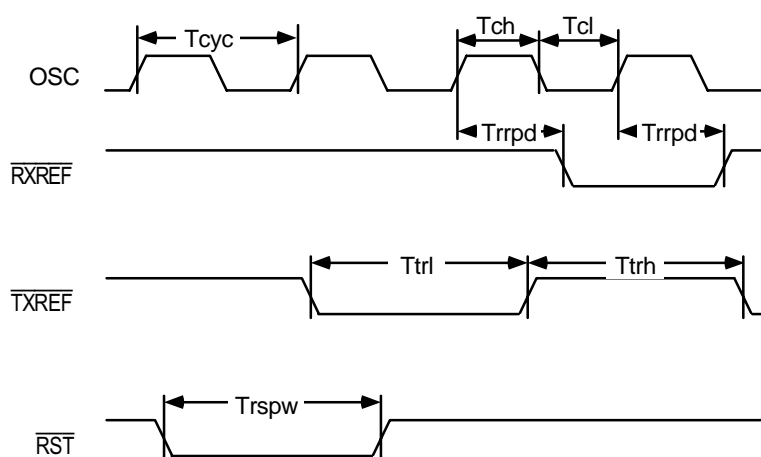 Tcyc
Tch
Tcl
OSC
Trrpd
Trrpd
RXREF
Ttrl
Ttrh
TXREF
Trspw
RST